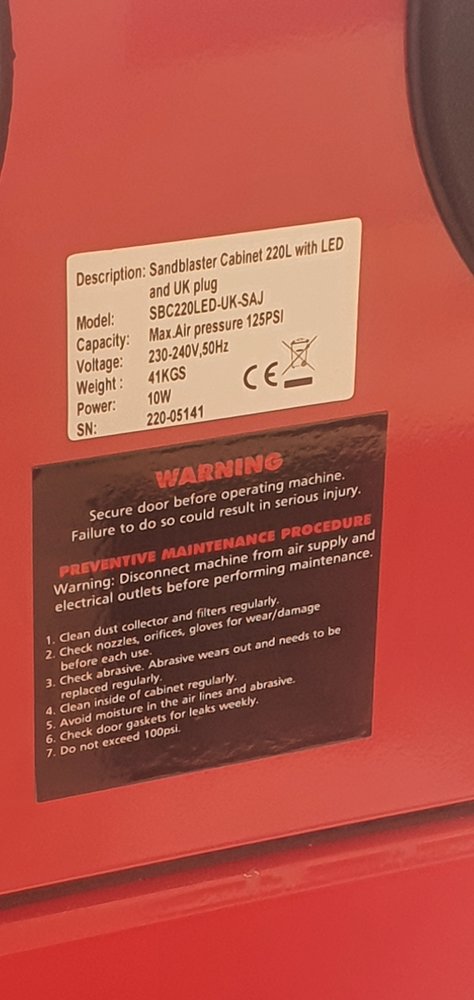 Description: Sandblaster Cabinet 220L with LED
and UK plug
Model: SBC220LED-UK-SAJ
Capacity: Max.Air pressure 125PSI
Voltage: 230-240V,50Hz
Weight : 41KGS
Power: 10W
SN: 220-05141
CE
WARNING
Secure door before operating machine.
Failure to do so could result in serious injury.
PREVENTIVE MAINTENANCE PROCEDURE
Warning: Disconnect machine from air supply and
electrical outlets before performing maintenance.
1. Clean dust collector and filters regularly.
2. Check nozzles, orifices, gloves for wear/damage
before each use.
3. Check abrasive. Abrasive wears out and needs to be
replaced regularly.
4. Clean inside of cabinet regularly.
5. Avoid moisture in the air lines and abrasive.
6. Check door gaskets for leaks weekly.
7. Do not exceed 100psi.